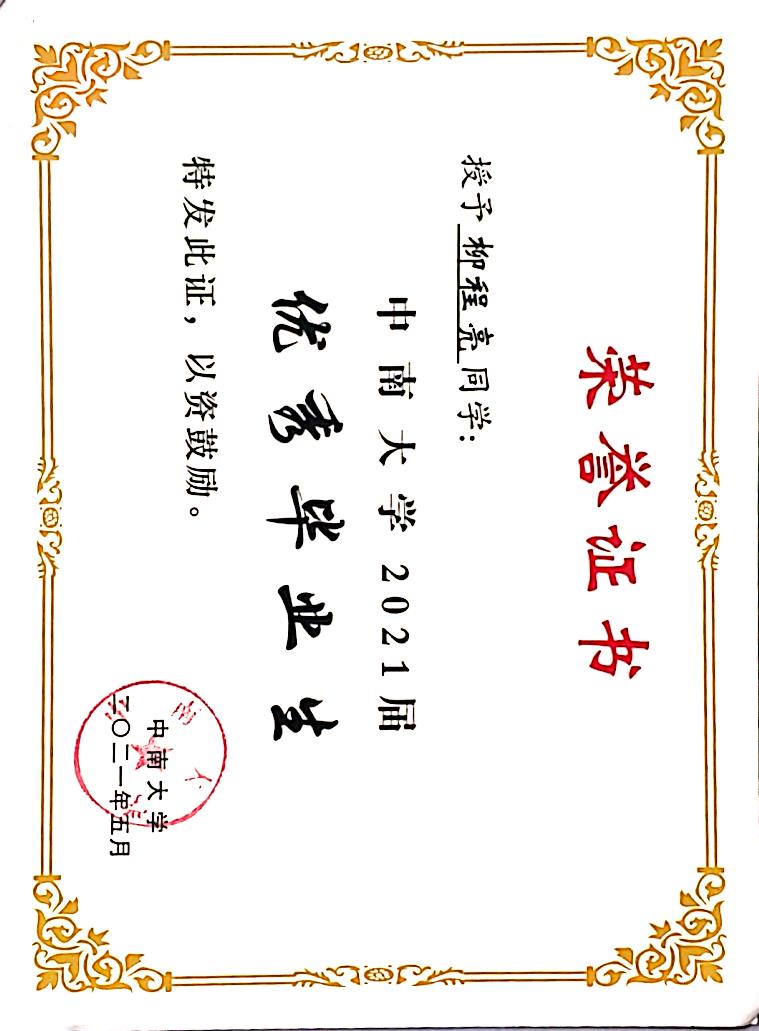 荣誉证书
授予 柳程亮 同学：
中南大学2021届
优秀毕业生
特发此证，以资鼓励。
中南大学
二〇二一年五月